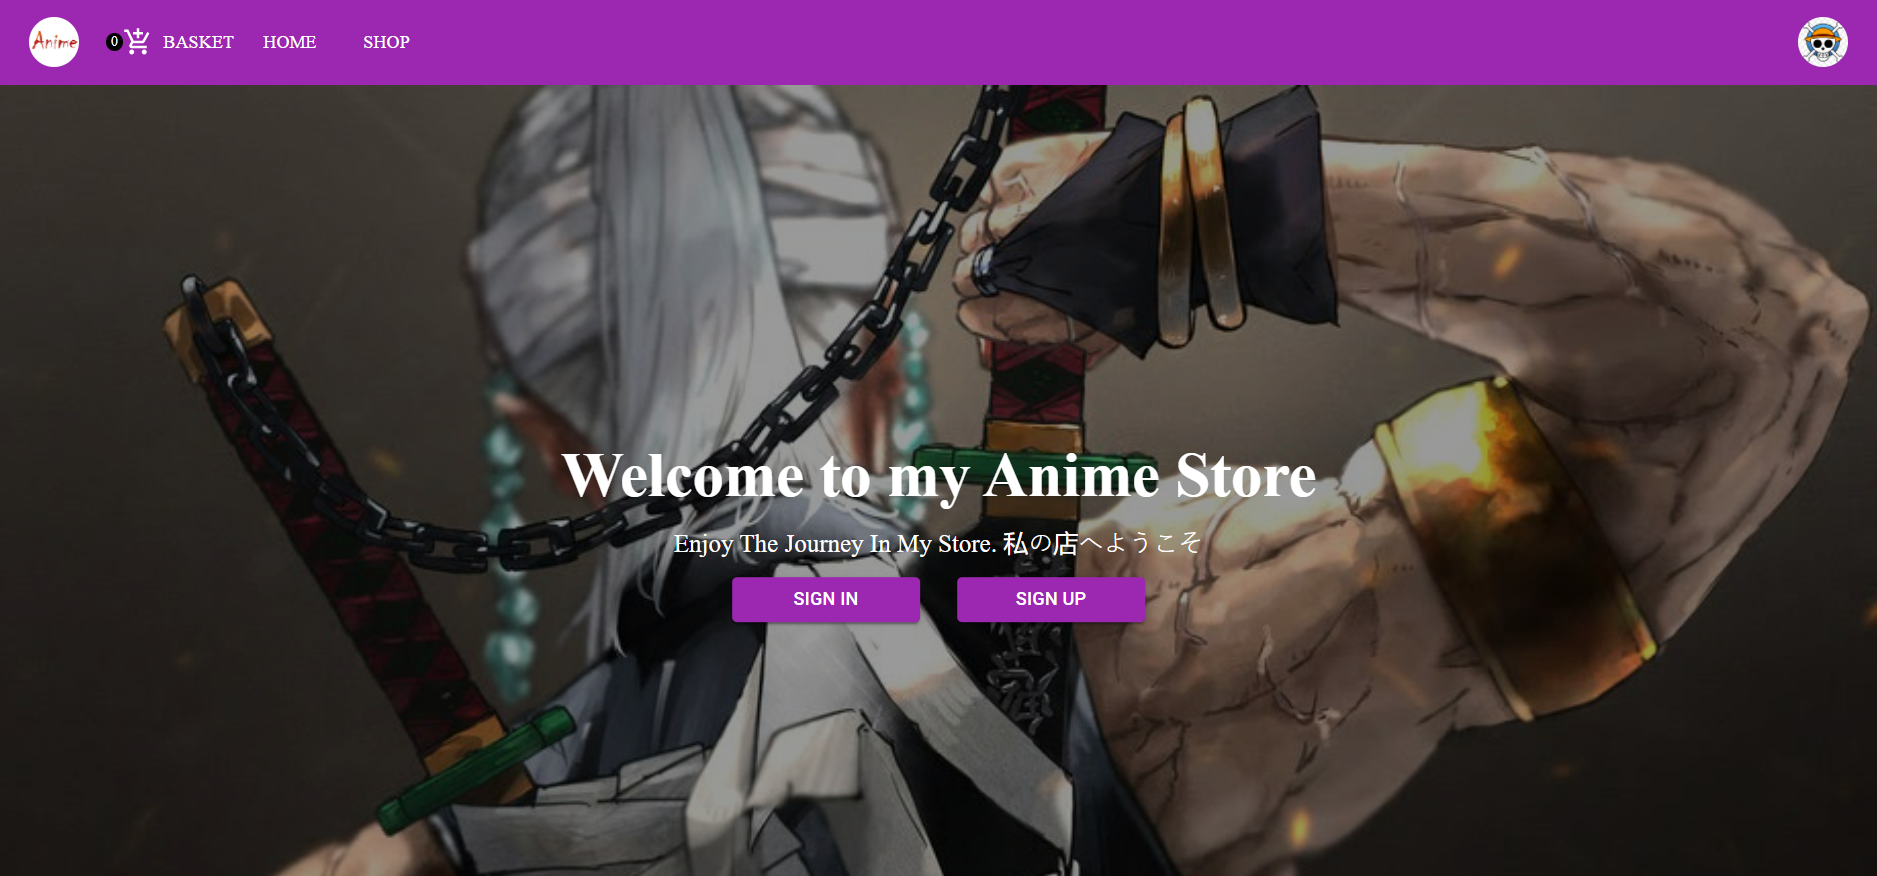 Anime
0 BASKET HOME SHOP
Welcome to my Anime Store
Enjoy The Journey In My Store. 私の店へようこそ
SIGN IN SIGN UP